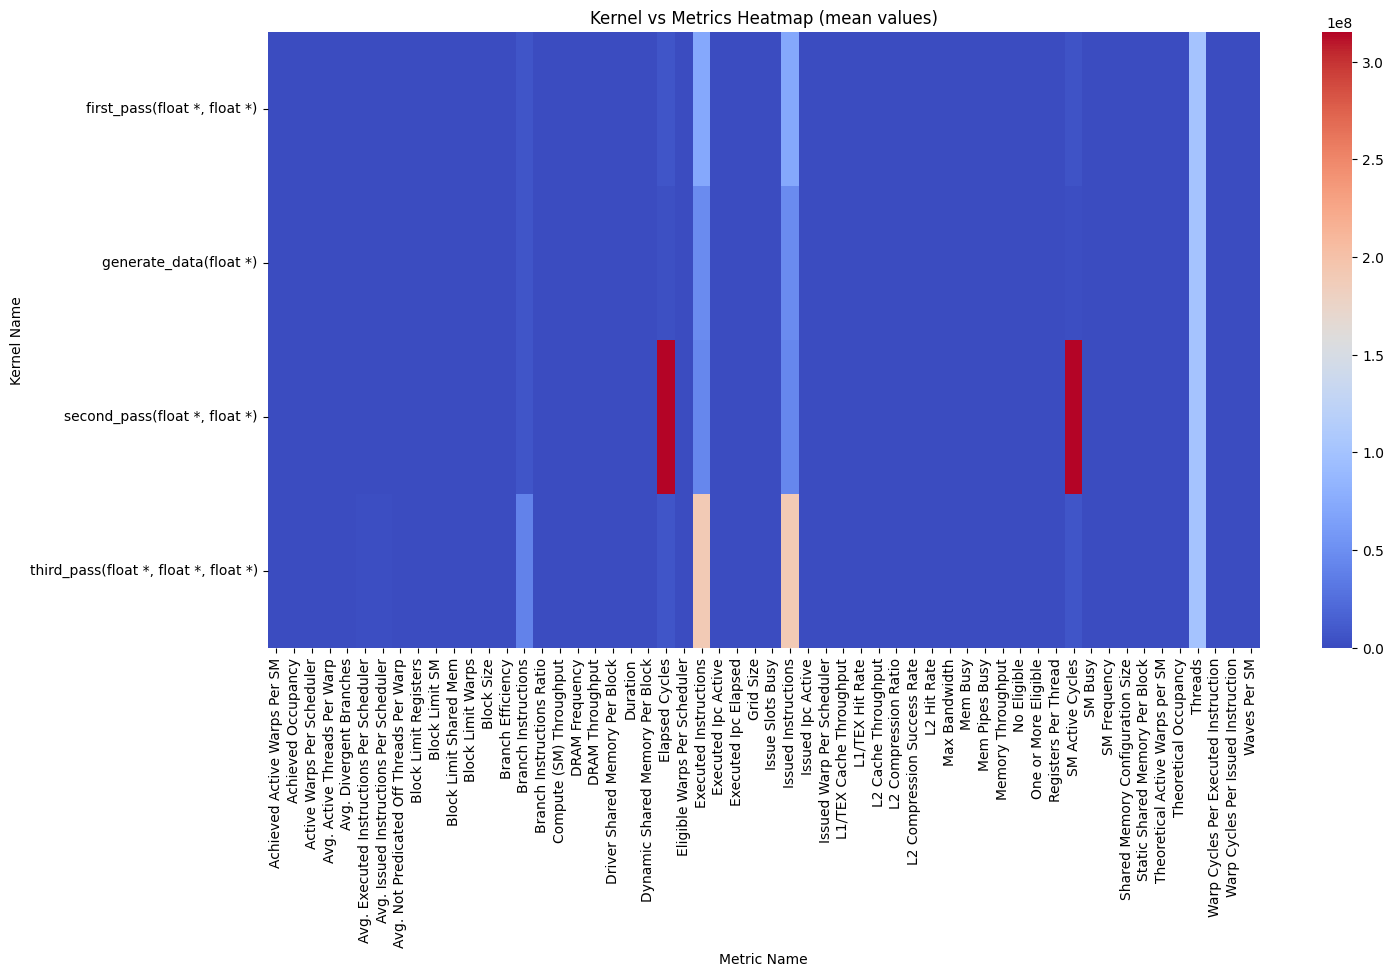 Kernel vs Metrics Heatmap (mean values)
1e8
Kernel Name
first_pass(float *, float *)
generate_data(float *)
second_pass(float *, float *)
third_pass(float *, float *, float *)
3.0
2.5
2.0
1.5
1.0
0.5
0.0
Achieved Active Warps Per SM
Achieved Occupancy
Active Warps Per Scheduler
Avg. Active Threads Per Warp
Avg. Divergent Branches
Avg. Executed Instructions Per Scheduler
Avg. Issued Instructions Per Scheduler
Avg. Not Predicated Off Threads Per Warp
Block Limit Registers
Block Limit SM
Block Limit Shared Mem
Block Limit Warps
Block Size
Branch Efficiency
Branch Instructions
Branch Instructions Ratio
Compute (SM) Throughput
DRAM Frequency
DRAM Throughput
Driver Shared Memory Per Block
Duration
Dynamic Shared Memory Per Block
Elapsed Cycles
Eligible Warps Per Scheduler
Executed Instructions
Executed Ipc Active
Executed Ipc Elapsed
Grid Size
Issue Slots Busy
Issued Instructions
Issued Ipc Active
Issued Warp Per Scheduler
L1/TEX Cache Throughput
L1/TEX Hit Rate
L2 Cache Throughput
L2 Compression Ratio
L2 Compression Success Rate
L2 Hit Rate
Max Bandwidth
Mem Busy
Mem Pipes Busy
Memory Throughput
No Eligible
One or More Eligible
Registers Per Thread
SM Active Cycles
SM Busy
SM Frequency
Shared Memory Configuration Size
Static Shared Memory Per Block
Theoretical Active Warps per SM
Theoretical Occupancy
Threads
Warp Cycles Per Executed Instruction
Warp Cycles Per Issued Instruction
Waves Per SM
Metric Name